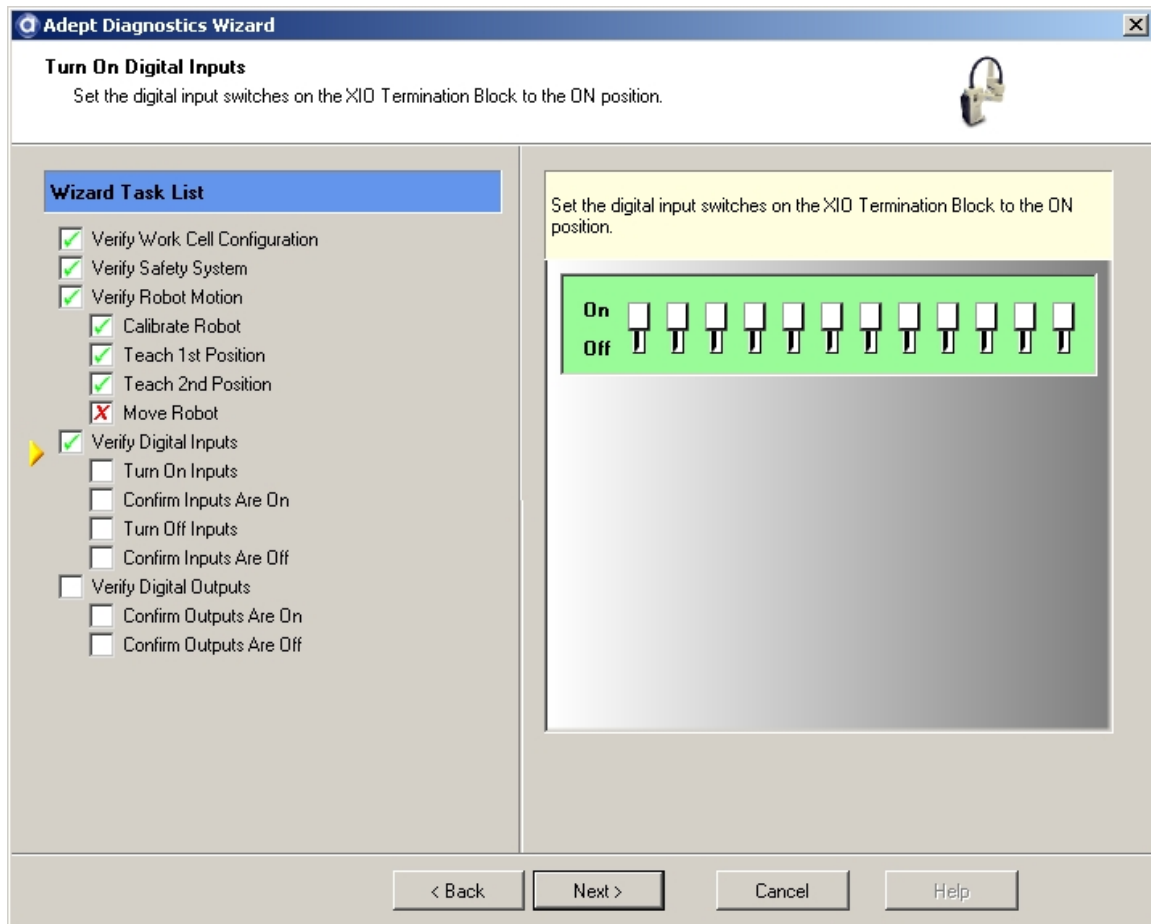 Adept Diagnostics Wizard
Turn On Digital Inputs
Set the digital input switches on the XIO Termination Block to the ON position.
Wizard Task List
Verify Work Cell Configuration
Verify Safety System
Verify Robot Motion
Calibrate Robot
Teach 1st Position
Teach 2nd Position
Move Robot
Verify Digital Inputs
Turn On Inputs
Confirm Inputs Are On
Turn Off Inputs
Confirm Inputs Are Off
Verify Digital Outputs
Confirm Outputs Are On
Confirm Outputs Are Off
Set the digital input switches on the XIO Termination Block to the ON
position.
On
Off
< Back
Next >
Cancel
Help